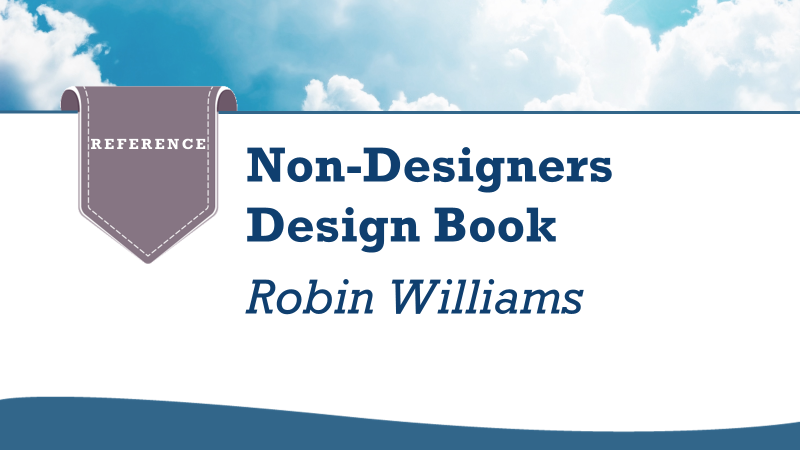 REFERENCE
Non-Designers
Design Book
Robin Williams